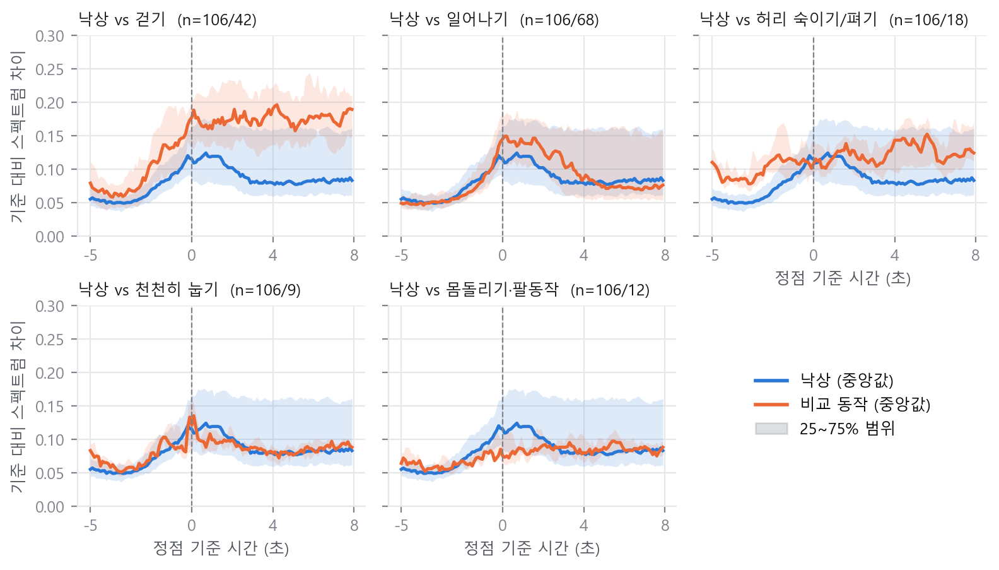 낙상 vs 걷기 (n=106/42)
낙상 vs 일어나기 (n=106/68)
낙상 vs 허리 숙이기/펴기 (n=106/18)
기준 대비 스펙트럼 차이
0.30
0.25
0.20
0.15
0.10
0.05
0.00
-5 0 4 8
-5 0 4 8
-5 0 4 8
정점 기준 시간 (초)
낙상 vs 천천히 눕기 (n=106/9)
낙상 vs 몸돌리기·팔동작 (n=106/12)
기준 대비 스펙트럼 차이
0.30
0.25
0.20
0.15
0.10
0.05
0.00
-5 0 4 8
-5 0 4 8
정점 기준 시간 (초)
정점 기준 시간 (초)
낙상 (중앙값)
비교 동작 (중앙값)
25~75% 범위